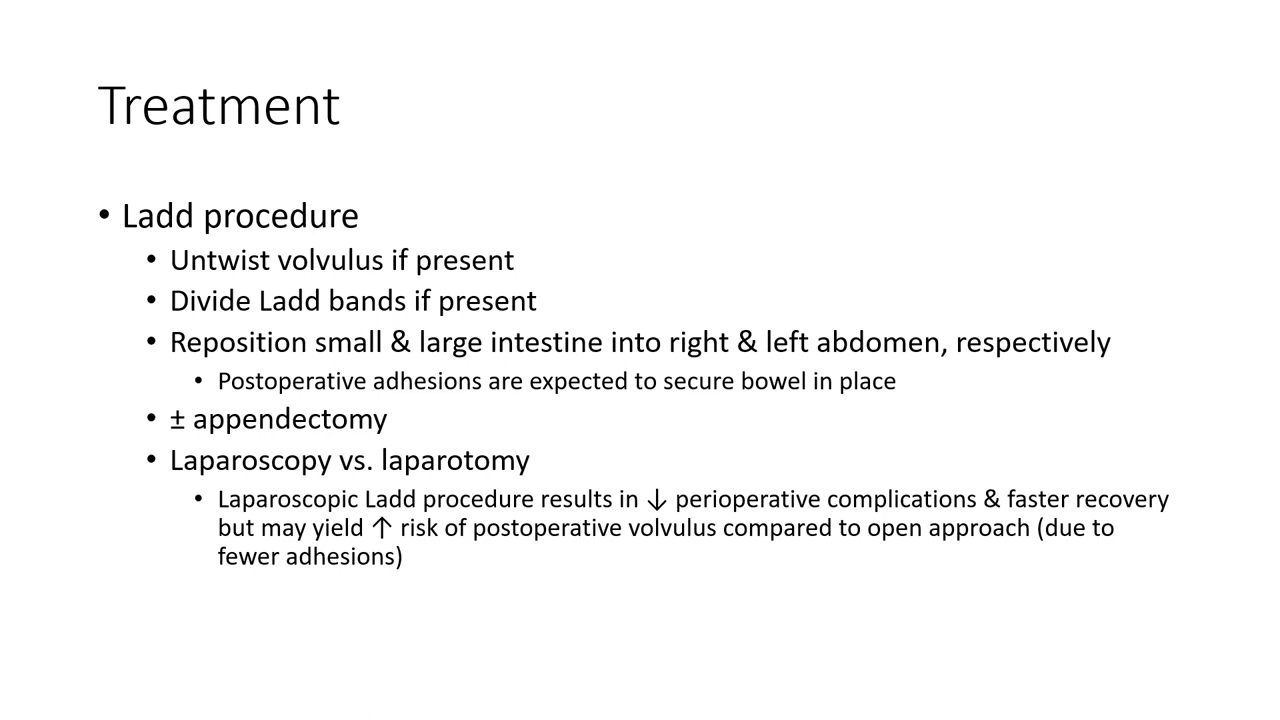 Treatment
• Ladd procedure
• Untwist volvulus if present
• Divide Ladd bands if present
• Reposition small & large intestine into right & left abdomen, respectively
• Postoperative adhesions are expected to secure bowel in place
• ± appendectomy
• Laparoscopy vs. laparotomy
• Laparoscopic Ladd procedure results in ↓ perioperative complications & faster recovery
but may yield ↑ risk of postoperative volvulus compared to open approach (due to
fewer adhesions)